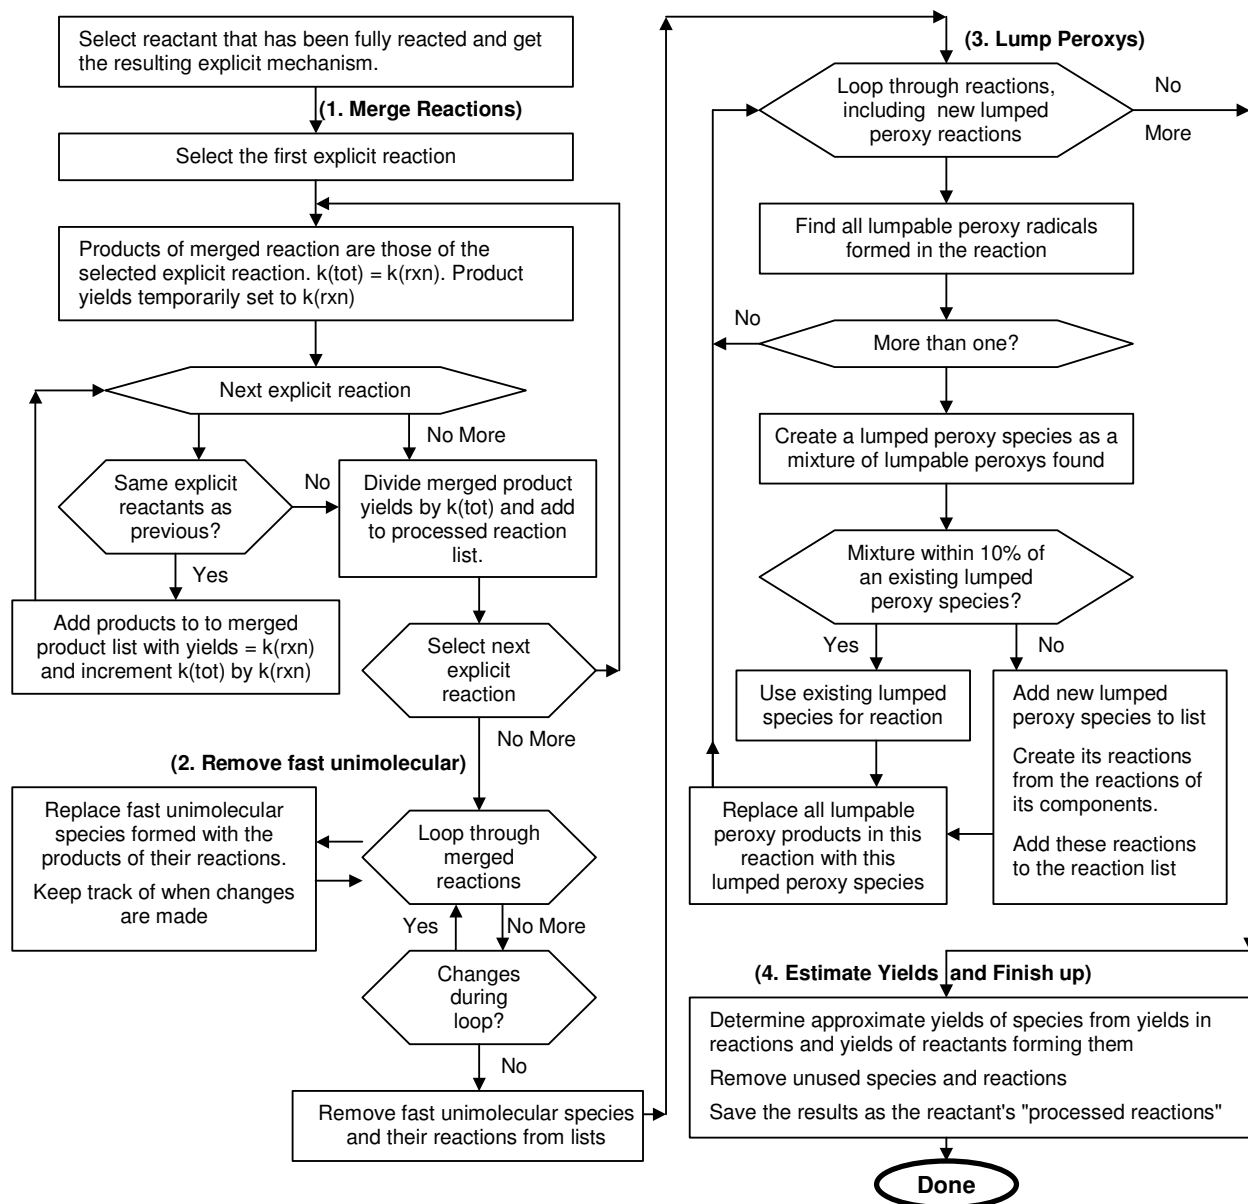 Select reactant that has been fully reacted and get
the resulting explicit mechanism.
(1. Merge Reactions)
Select the first explicit reaction
Products of merged reaction are those of the
selected explicit reaction. k(tot) = k(rxn). Product
yields temporarily set to k(rxn)
Next explicit reaction
No More
Same explicit
reactants as
previous?
No
Yes
Divide merged product
yields by k(tot) and add
to processed reaction
list.
Add products to to merged
product list with yields = k(rxn)
and increment k(tot) by k(rxn)
Select next
explicit
reaction
No More
(2. Remove fast unimolecular)
Replace fast unimolecular
species formed with the
products of their reactions.
Keep track of when changes
are made
Loop through
merged
reactions
Yes
No More
Changes
during
loop?
No
Remove fast unimolecular species
and their reactions from lists
(3. Lump Peroxys)
Loop through reactions,
including new lumped
peroxy reactions
No
More
Find all lumpable peroxy radicals
formed in the reaction
No
More than one?
Create a lumped peroxy species as a
mixture of lumpable peroxys found
Mixture within 10% of
an existing lumped
peroxy species?
Yes
No
Use existing lumped
species for reaction
Add new lumped
peroxy species to list
Create its reactions
from the reactions of
its components.
Add these reactions
to the reaction list
Replace all lumpable
peroxy products in this
reaction with this
lumped peroxy species
(4. Estimate Yields and Finish up)
Determine approximate yields of species from yields in
reactions and yields of reactants forming them
Remove unused species and reactions
Save the results as the reactant's "processed reactions"
Done